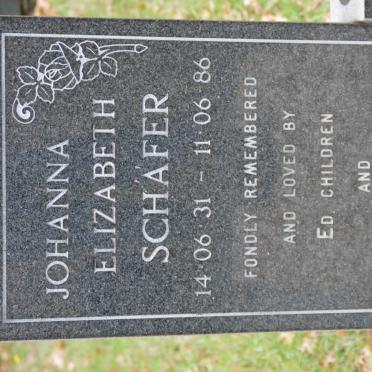 JOHANNA
ELIZABETH
SCHÄFER
14·06 31 – 11·06 86
FONDLY REMEMBERED
AND LOVED BY
ED, CHILDREN
AND